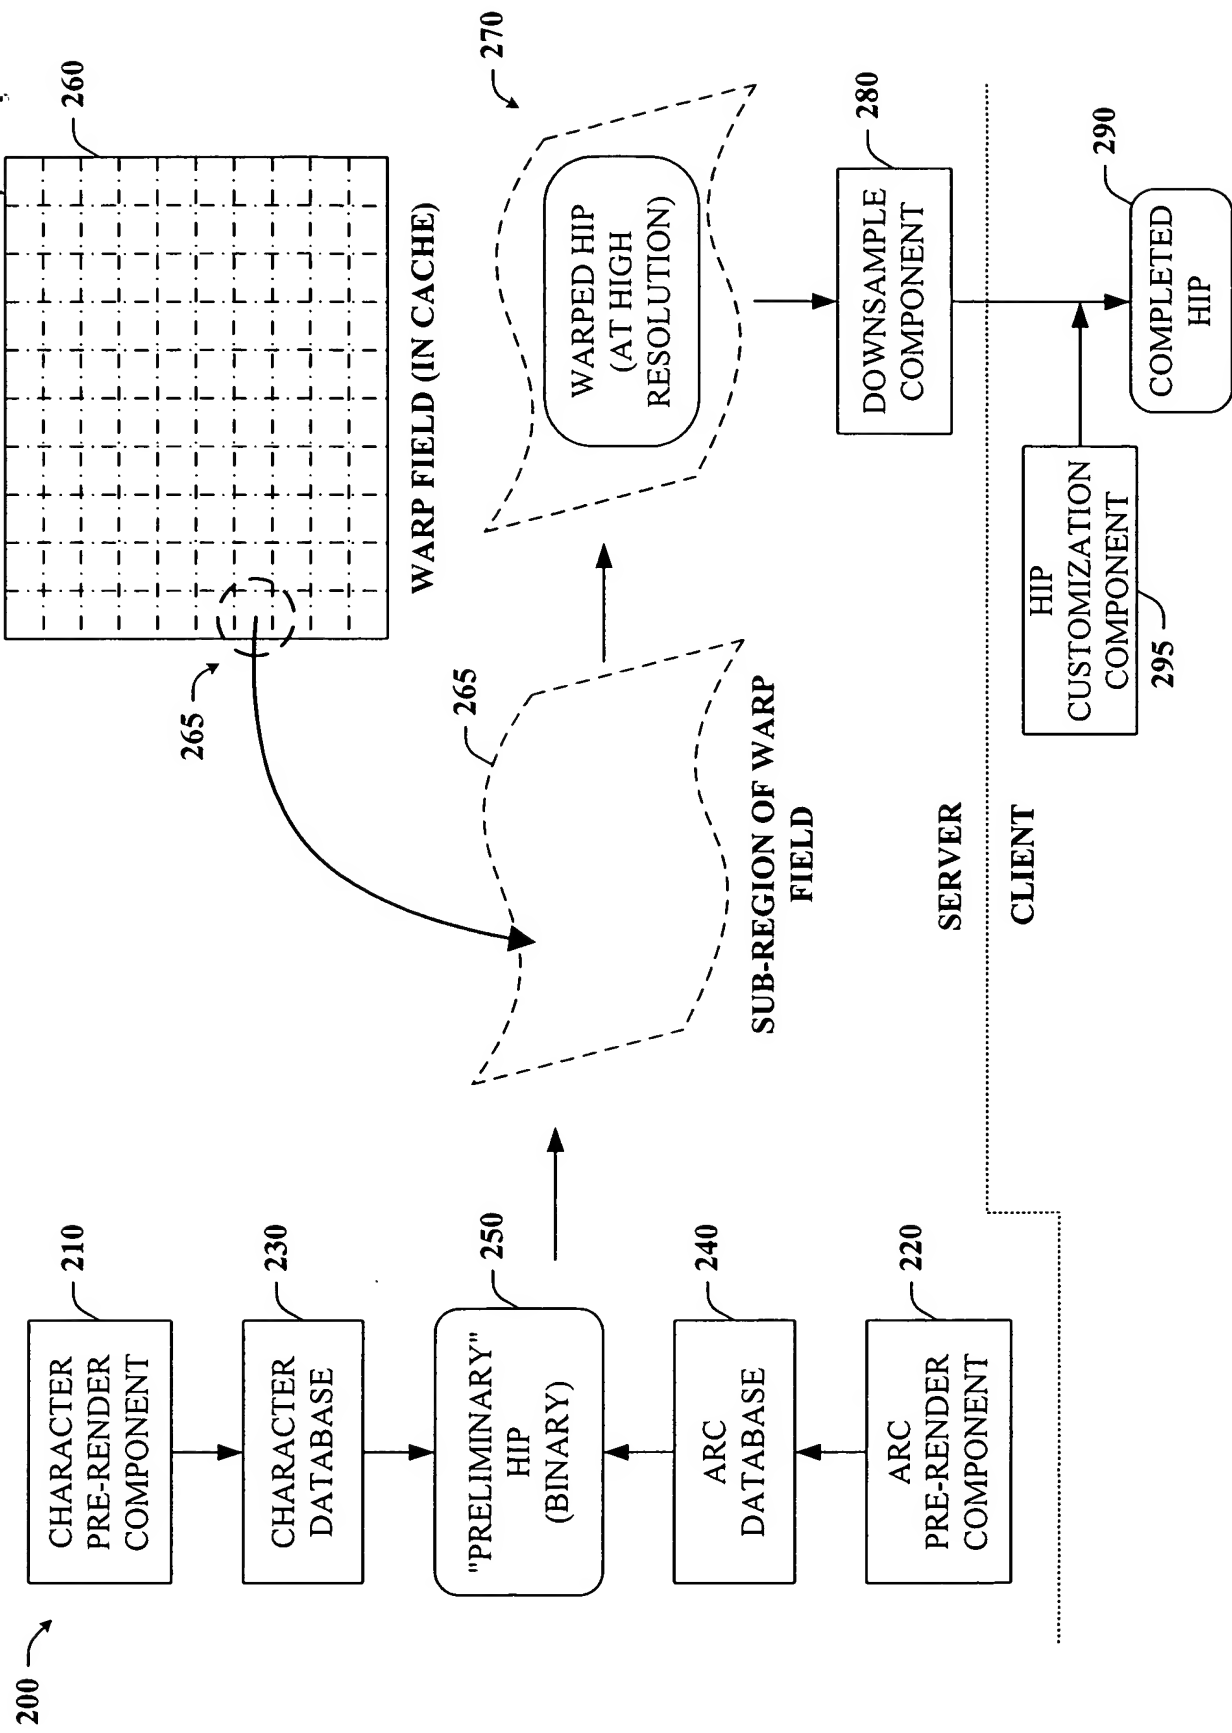 200
210
CHARACTER
PRE-RENDER
COMPONENT
230
CHARACTER
DATABASE
250
"PRELIMINARY"
HIP
(BINARY)
240
ARC
DATABASE
220
ARC
PRE-RENDER
COMPONENT
265
265
SUB-REGION OF WARP
FIELD
260
WARP FIELD (IN CACHE)
270
WARPED HIP
(AT HIGH
RESOLUTION)
280
DOWNSAMPLE
COMPONENT
SERVER
CLIENT
HIP
CUSTOMIZATION
COMPONENT
295
290
COMPLETED
HIP